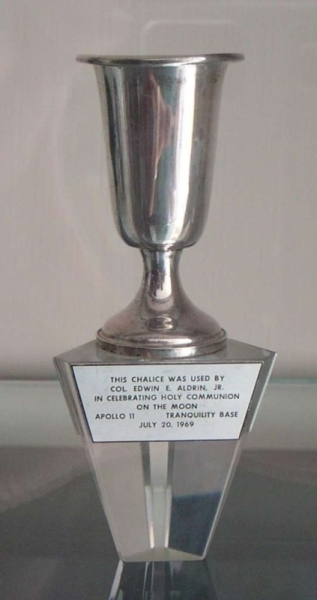 THIS CHALICE WAS USED BY
COL. EDWIN E. ALDRIN, JR.
IN CELEBRATING HOLY COMMUNION
ON THE MOON
APOLLO 11 TRANQUILITY BASE
JULY 20, 1969